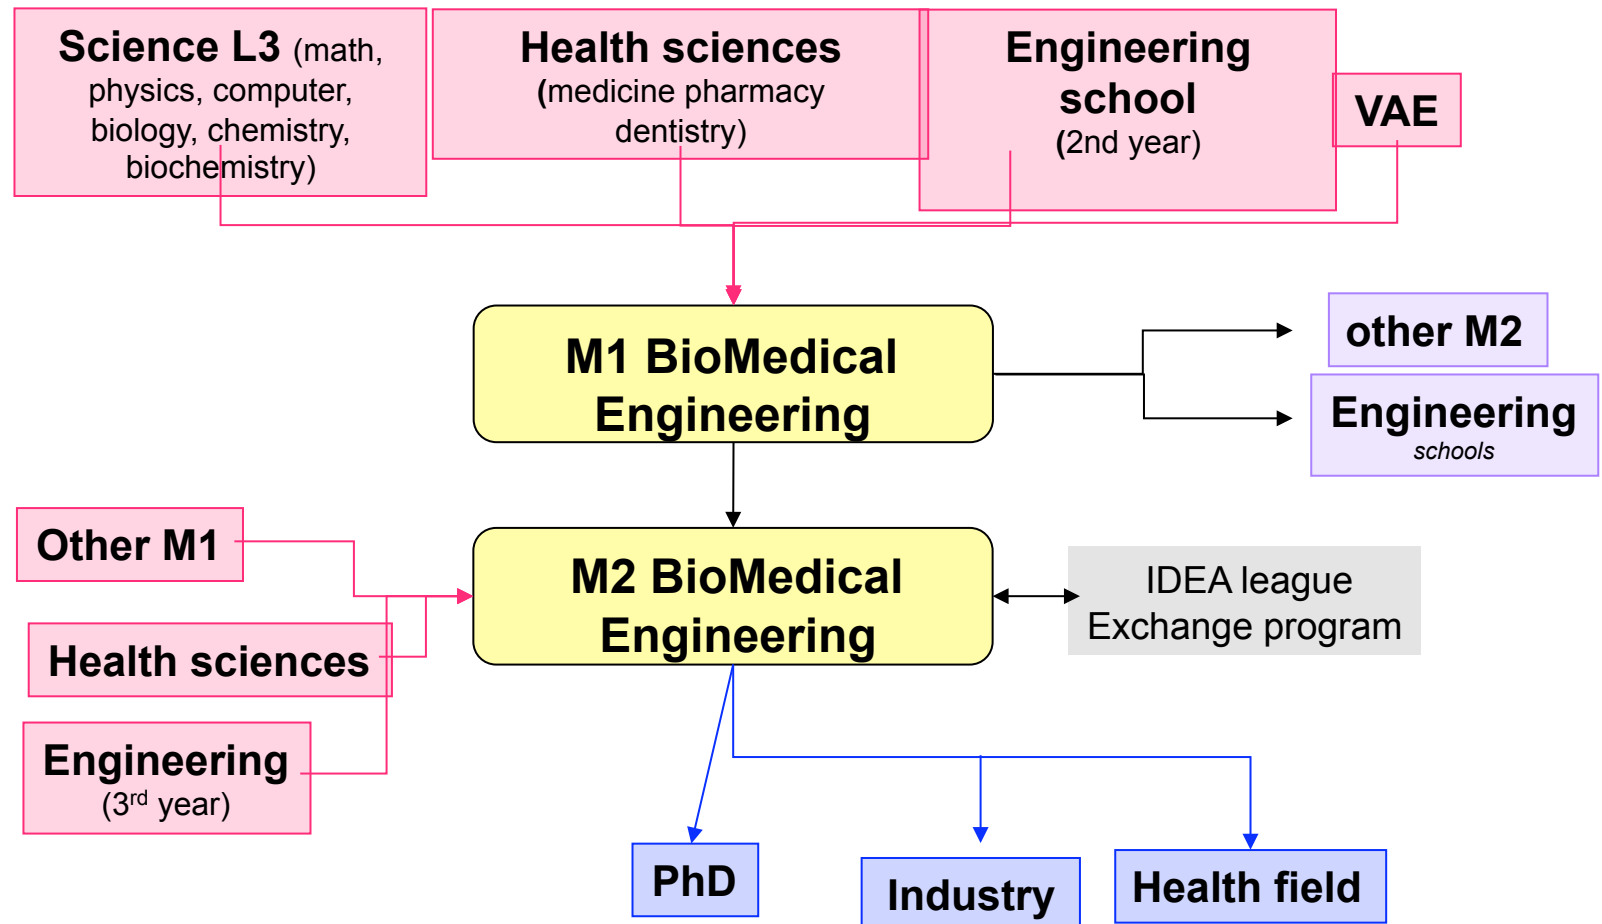 Science L3 (math,
physics, computer,
biology, chemistry,
biochemistry)
Health sciences
(medicine pharmacy
dentistry)
Engineering
school
(2nd year)
VAE
M1 BioMedical
Engineering
other M2
Engineering
schools
Other M1
Health sciences
Engineering
(3rd year)
M2 BioMedical
Engineering
IDEA league
Exchange program
PhD
Industry
Health field